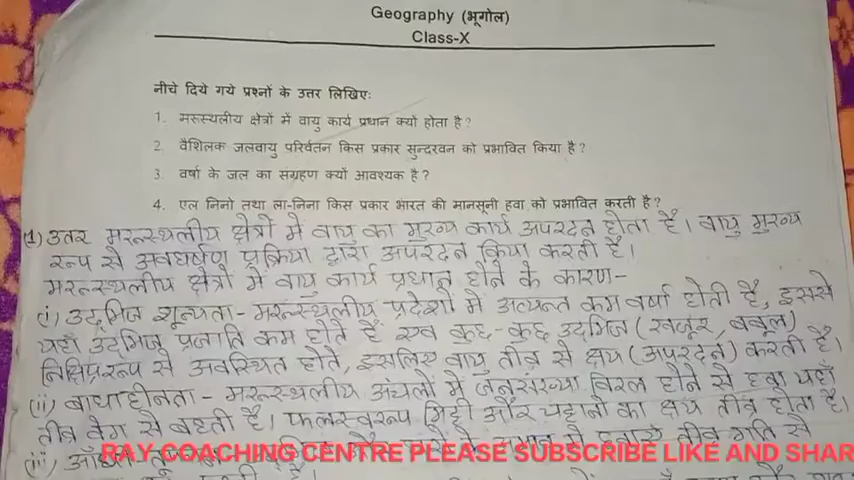 Geography (भूगोल)
Class-X
नीचे दिये गये प्रश्नों के उत्तर लिखिए:
1. मरुस्थलीय क्षेत्रों में वायु कार्य प्रधान क्यों होता है?
2. वैशिलक जलवायु परिवर्तन किस प्रकार सुन्दरवन को प्रभावित किया है?
3. वर्षा के जल का संग्रहण क्यों आवश्यक है?
4. एल निनो तथा ला-निना किस प्रकार भारत की मानसूनी हवा को प्रभावित करती है?
(1) उतर मरूस्थलीय क्षेत्रों में वायु का मुख्य कार्य अपरदन होता है। वायु मुख्य
रूप से अवघर्षण प्रक्रिया द्वारा अपरदन क्रिया करती है।
मरूस्थलीय क्षेत्रों में वायु कार्य प्रधान होने के कारण-
(i) उद्भिज शून्यता- मरूस्थलीय प्रदेशों में अत्यन्त कम वर्षा होती है, इससे
यहाँ उद्भिज प्रजाति कम होते हैं एवं कुछ-कुछ उद्भिज (खजूर, बबूल)
से अवस्थित होते, इसलिए वायु तीव्र से क्षय (अपरदन) करती है।
(ii) बाधाहीनता - मरूस्थलीय अंचलों में जनसंख्या विरल होने से हवा यहाँ
तीव्र वेग से बहती है। फलस्वरूप मिट्टी और चट्टानों का क्षय तीव्र होता है।
(iii) तीव्र गति से
RAY COACHING CENTRE PLEASE SUBSCRIBE LIKE AND SHAR